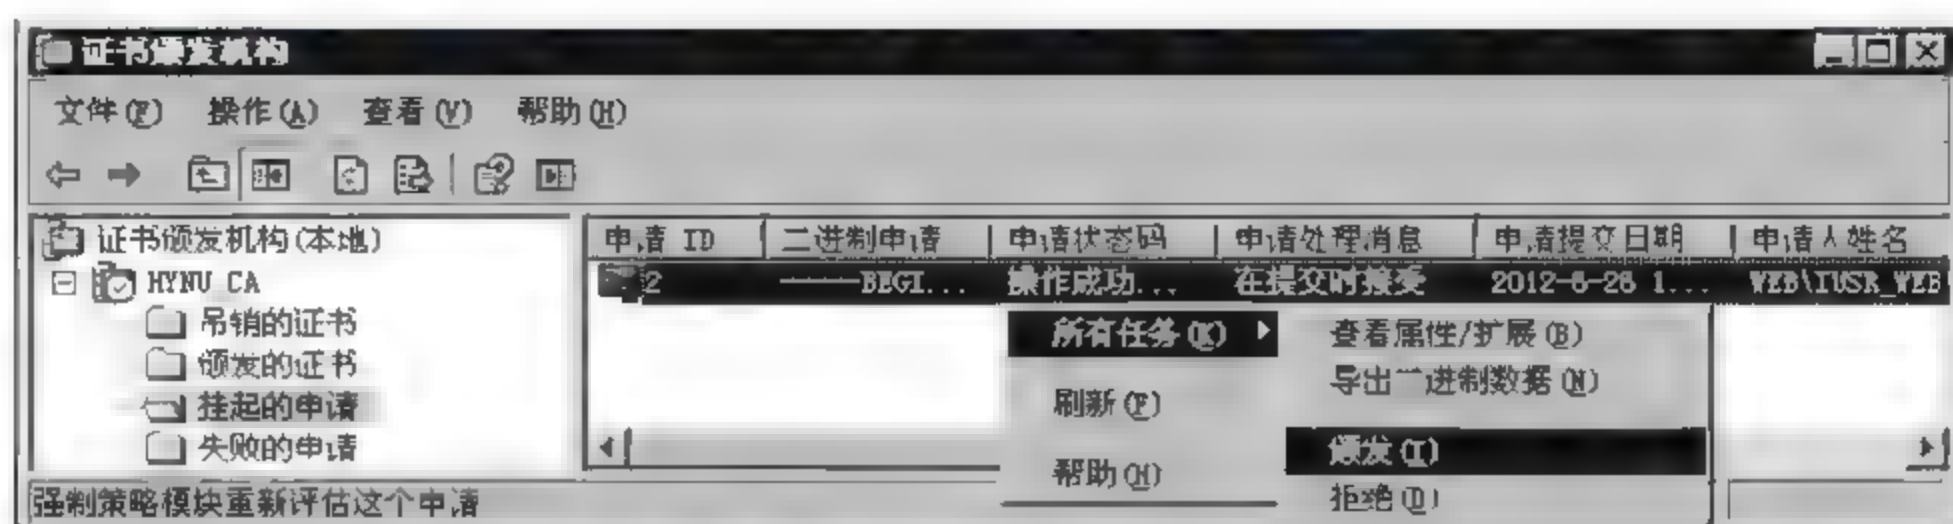 证书颁发机构
文件(F) 操作(A) 查看(V) 帮助(H)
证书颁发机构(本地)
HYNU_CA
吊销的证书
颁发的证书
挂起的申请
失败的申请
申请 ID 二进制申请 申请状态码 申请处理消息 申请提交日期 申请人姓名
2 -----BEGI... 操作成功... 在提交时接受 2012-6-26 1... WEB\IUSR_WEB
所有任务(K)
刷新(F)
帮助(H)
查看属性/扩展(B)
导出二进制数据(N)
颁发(I)
拒绝(D)
强制策略模块重新评估这个申请